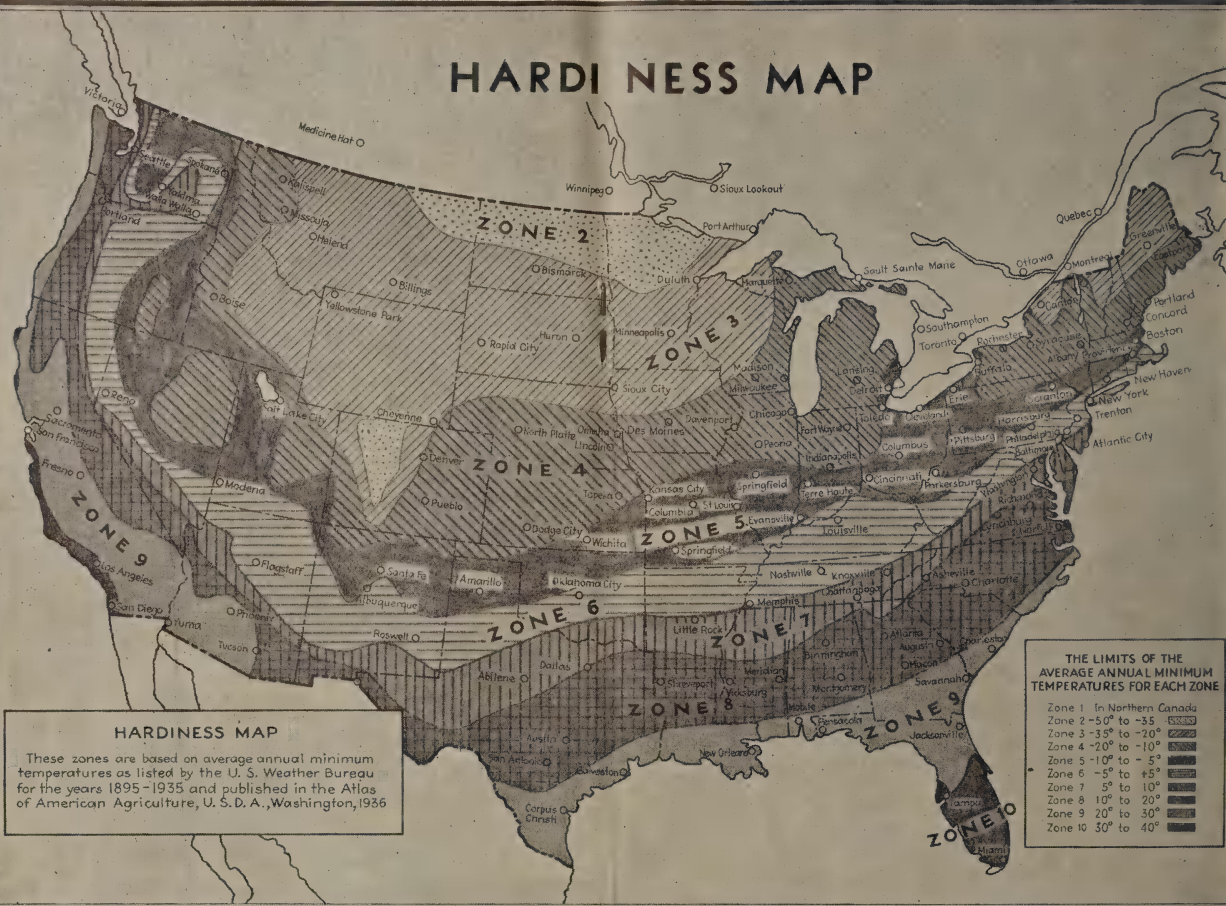 HARDINESS MAP
Victoria
Medicine Hat
Winnipeg
Sioux Lookout
Port Arthur
Quebec
Ottawa
Montreal
Greenville
Eastport
Sault Sainte Marie
Seattle
Spokane
Yakima
Walla Walla
Portland
Kalispell
Missoula
Helena
ZONE 2
Bismarck
Duluth
Marquette
Billings
Boise
Yellowstone Park
Huron
Minneapolis
ZONE 3
Rapid City
Southampton
Toronto
Rochester
Syracuse
Canton
Portland
Concord
Boston
Albany
Providence
Buffalo
Madison
Milwaukee
Lansing
Detroit
Sioux City
Erie
Scranton
New Haven
New York
Trenton
Reno
Salt Lake City
Cheyenne
Chicago
Toledo
Cleveland
Harrisburg
Sacramento
San Francisco
North Platte
Omaha
Lincoln
Des Moines
Davenport
Fort Wayne
Peoria
Columbus
Pittsburg
Philadelphia
Baltimore
Atlantic City
Denver
ZONE 4
Indianapolis
Fresno
Modena
Pueblo
Topeka
Kansas City
Springfield
Terre Haute
Cincinnati
Parkersburg
Washington
Richmond
Columbia
St Louis
Evansville
Lynchburg
Norfolk
Dodge City
Wichita
ZONE 5
Springfield
Louisville
ZONE 9
Los Angeles
Flagstaff
Santa Fe
Amarillo
Oklahoma City
Nashville
Knoxville
Asheville
Charlotte
Chattanooga
Albuquerque
San Diego
Yuma
Phoenix
Memphis
ZONE 6
Little Rock
ZONE 7
Roswell
Tucson
Atlanta
Augusta
Charleston
Birmingham
Macon
Dallas
Abilene
Shreveport
Meridian
Vicksburg
Montgomery
Savannah
ZONE 8
ZONE 9
Mobile
Pensacola
Jacksonville
Austin
San Antonio
New Orleans
Galveston
Corpus
Christi
Tampa
ZONE 10
Miami
HARDINESS MAP
These zones are based on average annual minimum
temperatures as listed by the U. S. Weather Bureau
for the years 1895-1935 and published in the Atlas
of American Agriculture, U. S. D. A., Washington, 1936
THE LIMITS OF THE
AVERAGE ANNUAL MINIMUM
TEMPERATURES FOR EACH ZONE
Zone 1 In Northern Canada
Zone 2 -50° to -35
Zone 3 -35° to -20°
Zone 4 -20° to -10°
Zone 5 -10° to - 5°
Zone 6 -5° to +5°
Zone 7 5° to 10°
Zone 8 10° to 20°
Zone 9 20° to 30°
Zone 10 30° to 40°